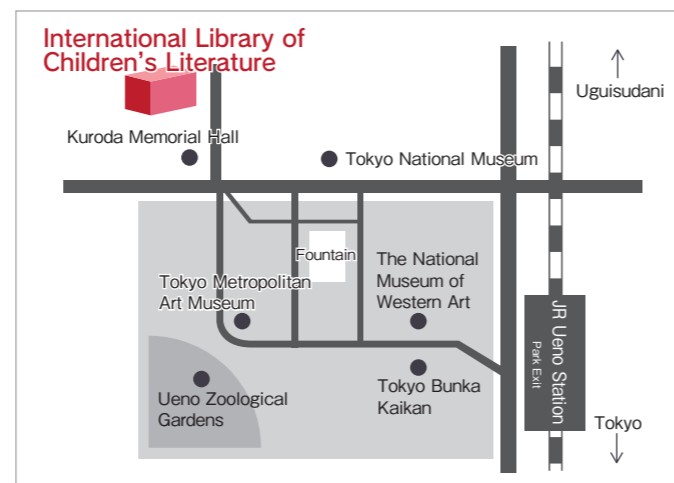 International Library of
Children's Literature
Uguisudani
Kuroda Memorial Hall
Tokyo National Museum
Fountain
The National
Museum of
Western Art
Tokyo Metropolitan
Art Museum
JR Ueno Station
Park Exit
Ueno Zoological
Gardens
Tokyo Bunka
Kaikan
Tokyo